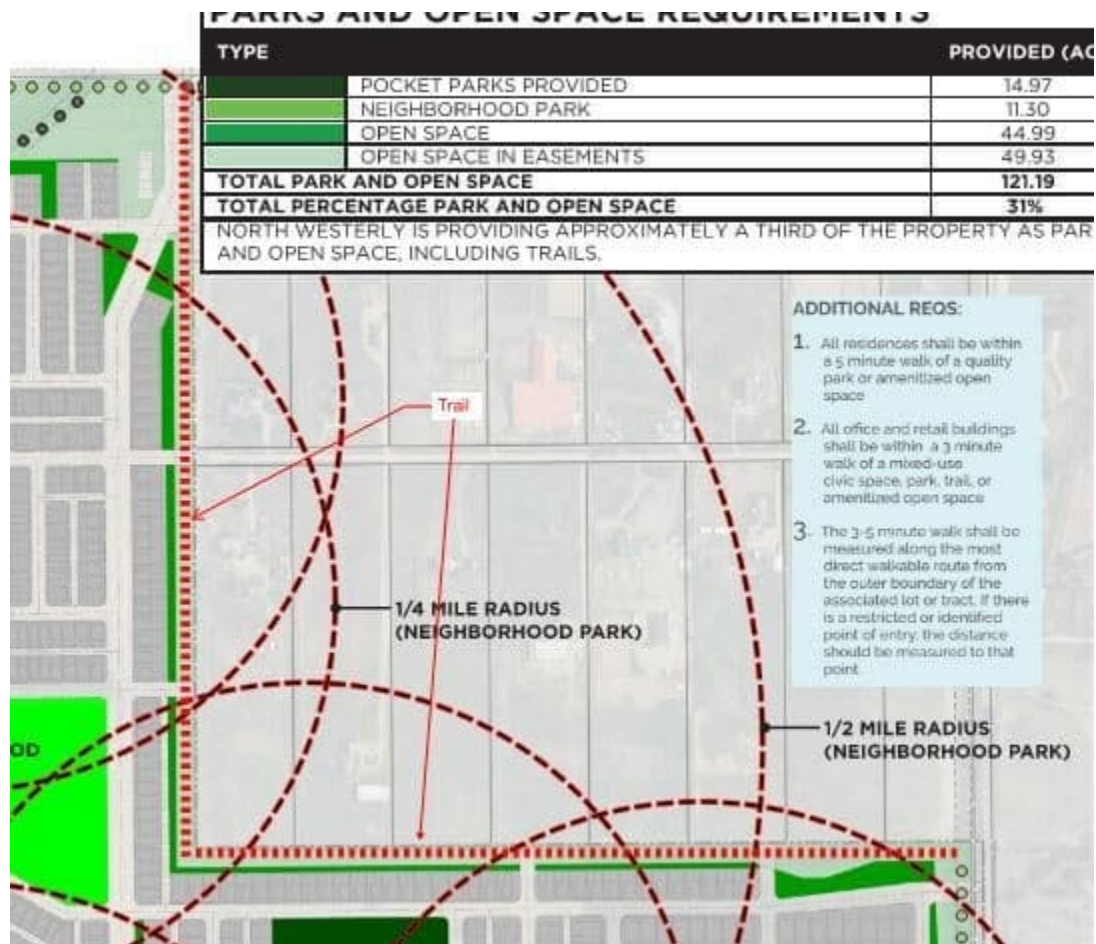 PARKS AND OPEN SPACE REQUIREMENTS
TYPE PROVIDED (AC
POCKET PARKS PROVIDED 14.97
NEIGHBORHOOD PARK 11.30
OPEN SPACE 44.99
OPEN SPACE IN EASEMENTS 49.93
TOTAL PARK AND OPEN SPACE 121.19
TOTAL PERCENTAGE PARK AND OPEN SPACE 31%
NORTH WESTERLY IS PROVIDING APPROXIMATELY A THIRD OF THE PROPERTY AS PAR
AND OPEN SPACE, INCLUDING TRAILS.
ADDITIONAL REQS:
1. All residences shall be within
a 5 minute walk of a quality
park or amenitized open
space
2. All office and retail buildings
shall be within a 3 minute
walk of a mixed-use
civic space, park, trail, or
amenitized open space
3. The 3-5 minute walk shall be
measured along the most
direct walkable route from
the outer boundary of the
associated lot or tract. If there
is a restricted or identified
point of entry, the distance
should be measured to that
point.
Trail
1/4 MILE RADIUS
(NEIGHBORHOOD PARK)
1/2 MILE RADIUS
(NEIGHBORHOOD PARK)
OD